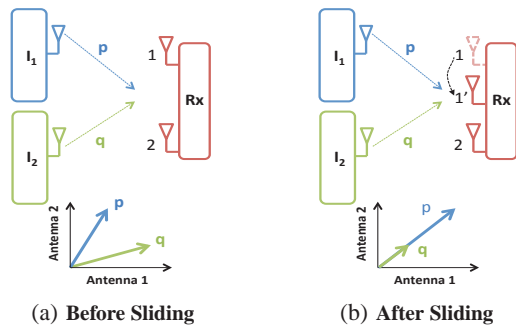 I1
p
1
Rx
I2
q
2
Antenna 2
p
q
Antenna 1
(a) Before Sliding
I1
p
1
1'
Rx
I2
q
2
Antenna 2
p
q
Antenna 1
(b) After Sliding